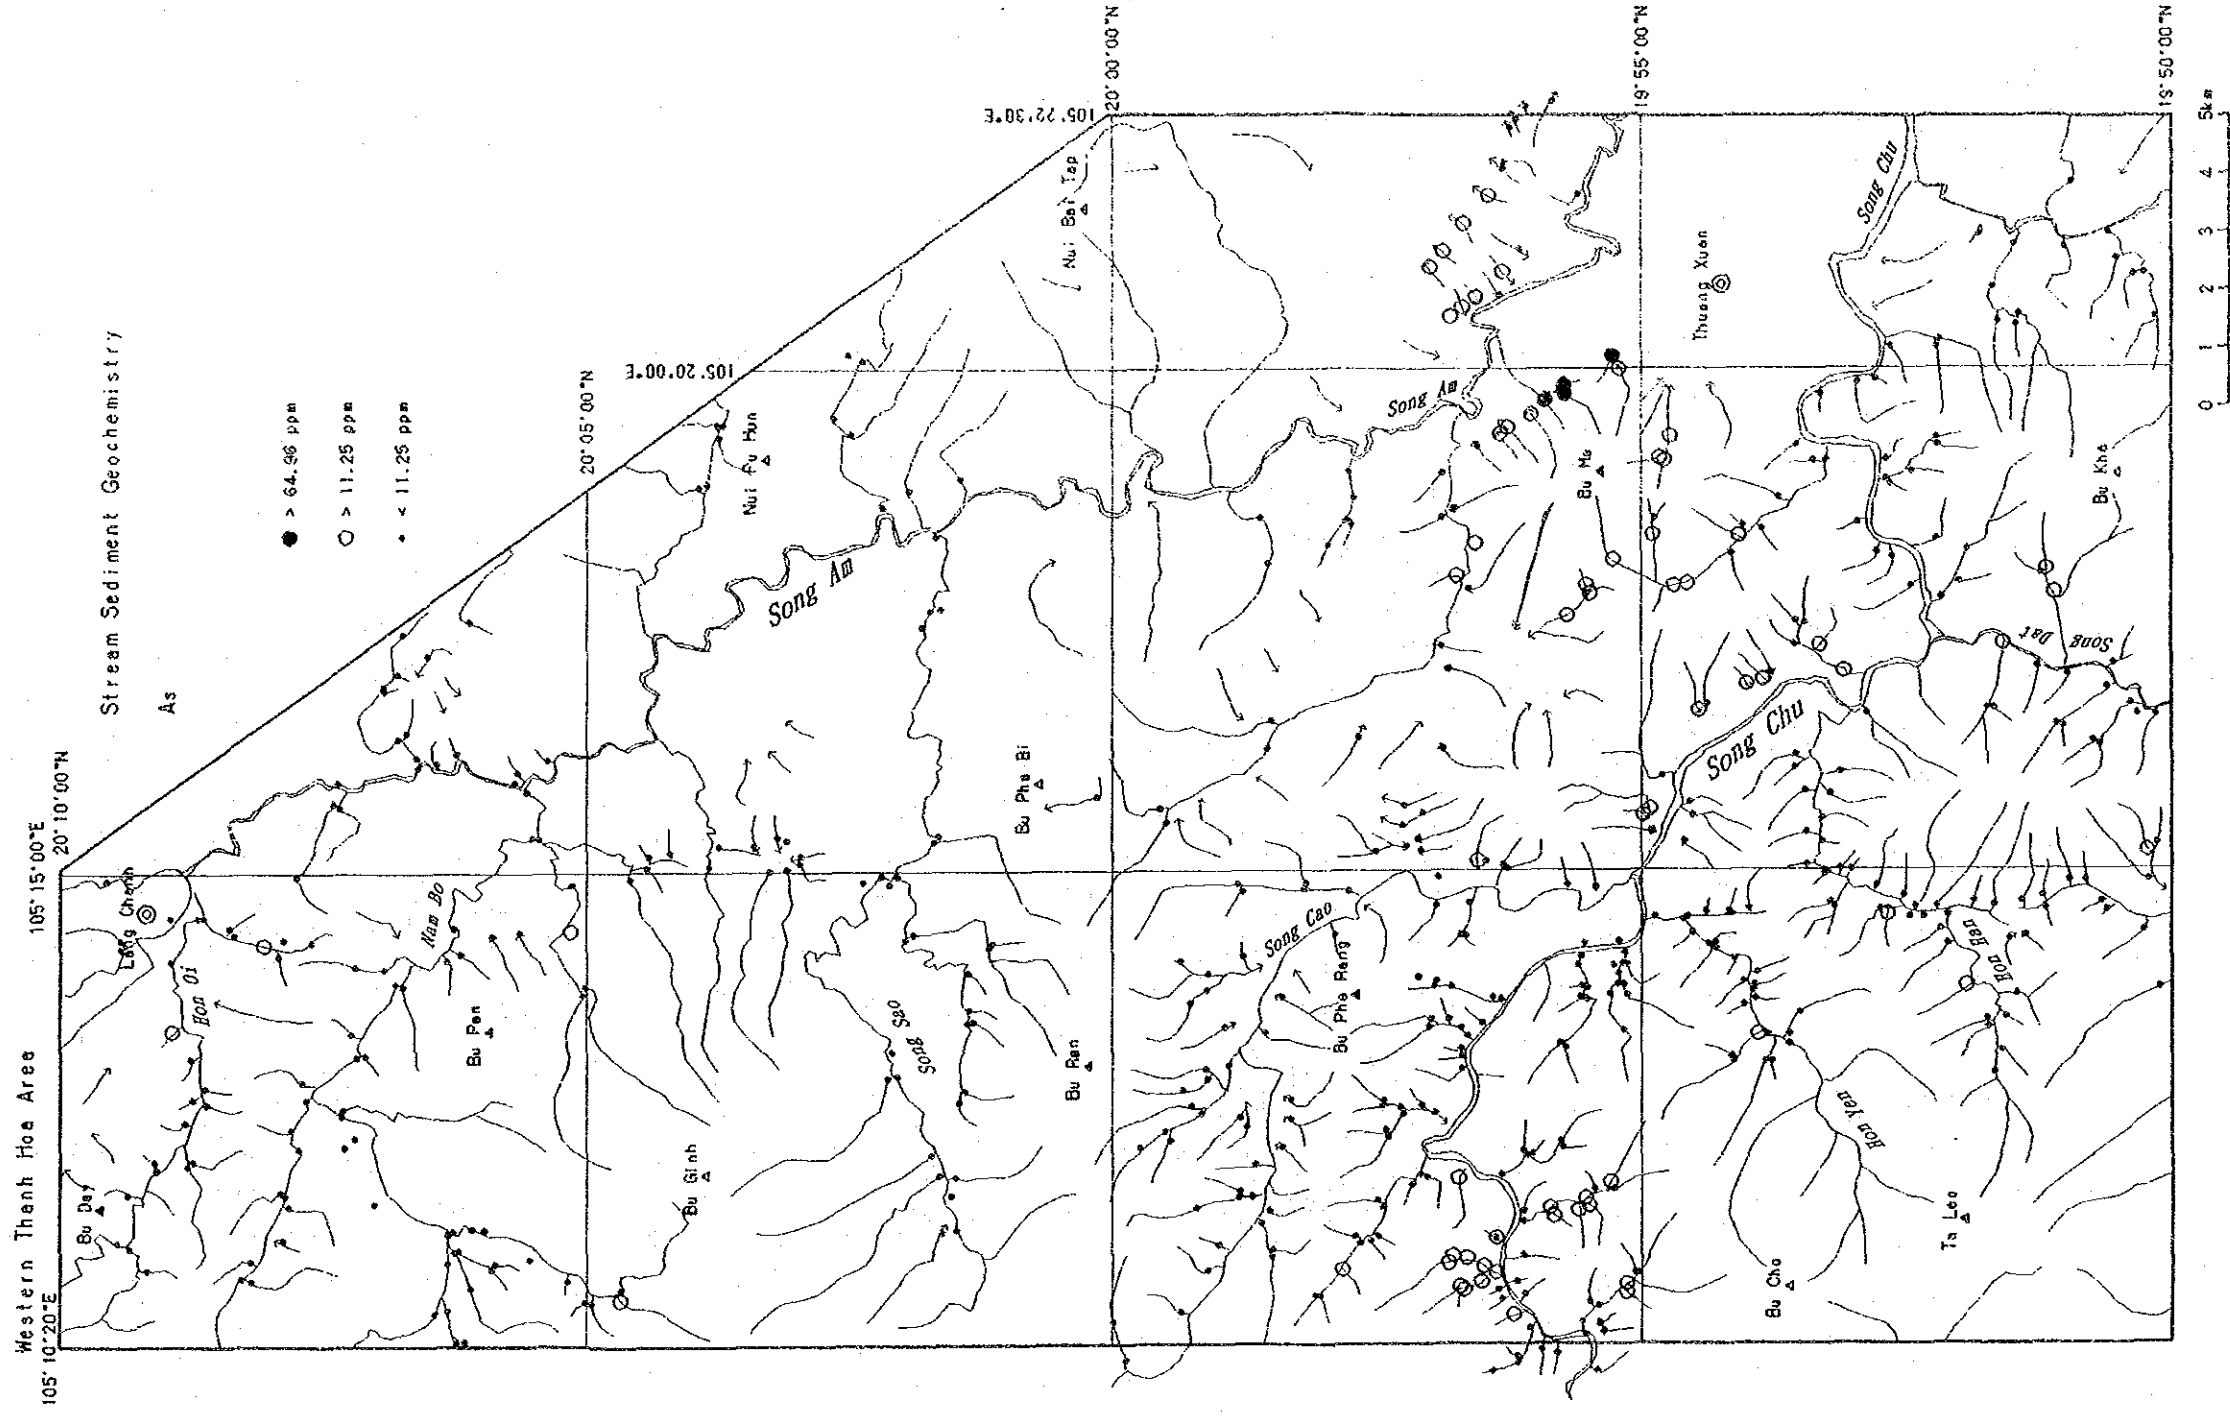 Western Thanh Hoa Area
Stream Sediment Geochemistry
As
> 64.96 ppm
> 11.25 ppm
< 11.25 ppm
105°10'20"E
105°15'00"E
20°10'00"N
20°05'00"N
105°20'00"E
105°22'30"E
20°00'00"N
19°55'00"N
19°50'00"N
Bu Day
Lang Chanh
Hon Oi
Nam Bo
Bu Pen
Bu Ginh
Nui Pu Hun
Song Am
Song Sao
Bu Pha Bi
Bu Ran
Nui Bai Tap
Song Cao
Bu Pha Rang
Song Am
Bu Mo
Thuong Xuan
Song Chu
Song Chu
Song Dat
Bu Kha
Hon Han
Hon Yen
Bu Cho
Ta Leo
0 1 2 3 4 5km